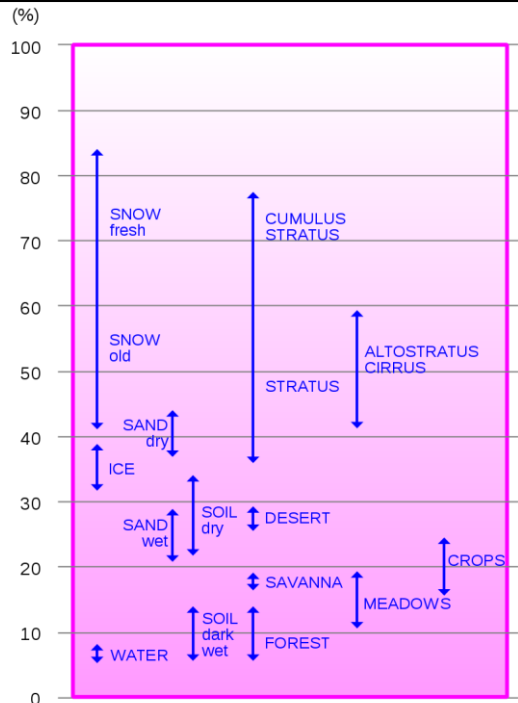 (%)
100
90
80
70
60
50
40
30
20
10
0
SNOW
fresh
CUMULUS
STRATUS
SNOW
old
ALTOSTRATUS
CIRRUS
STRATUS
SAND
dry
ICE
SOIL
dry
DESERT
SAND
wet
CROPS
SAVANNA
MEADOWS
SOIL
dark
wet
FOREST
WATER